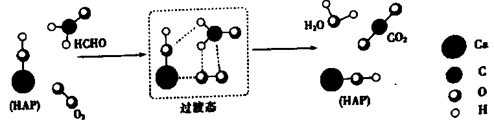 HCHO
(HAP)
O₂
过渡态
H₂O
CO₂
(HAP)
Ca
C
O
H